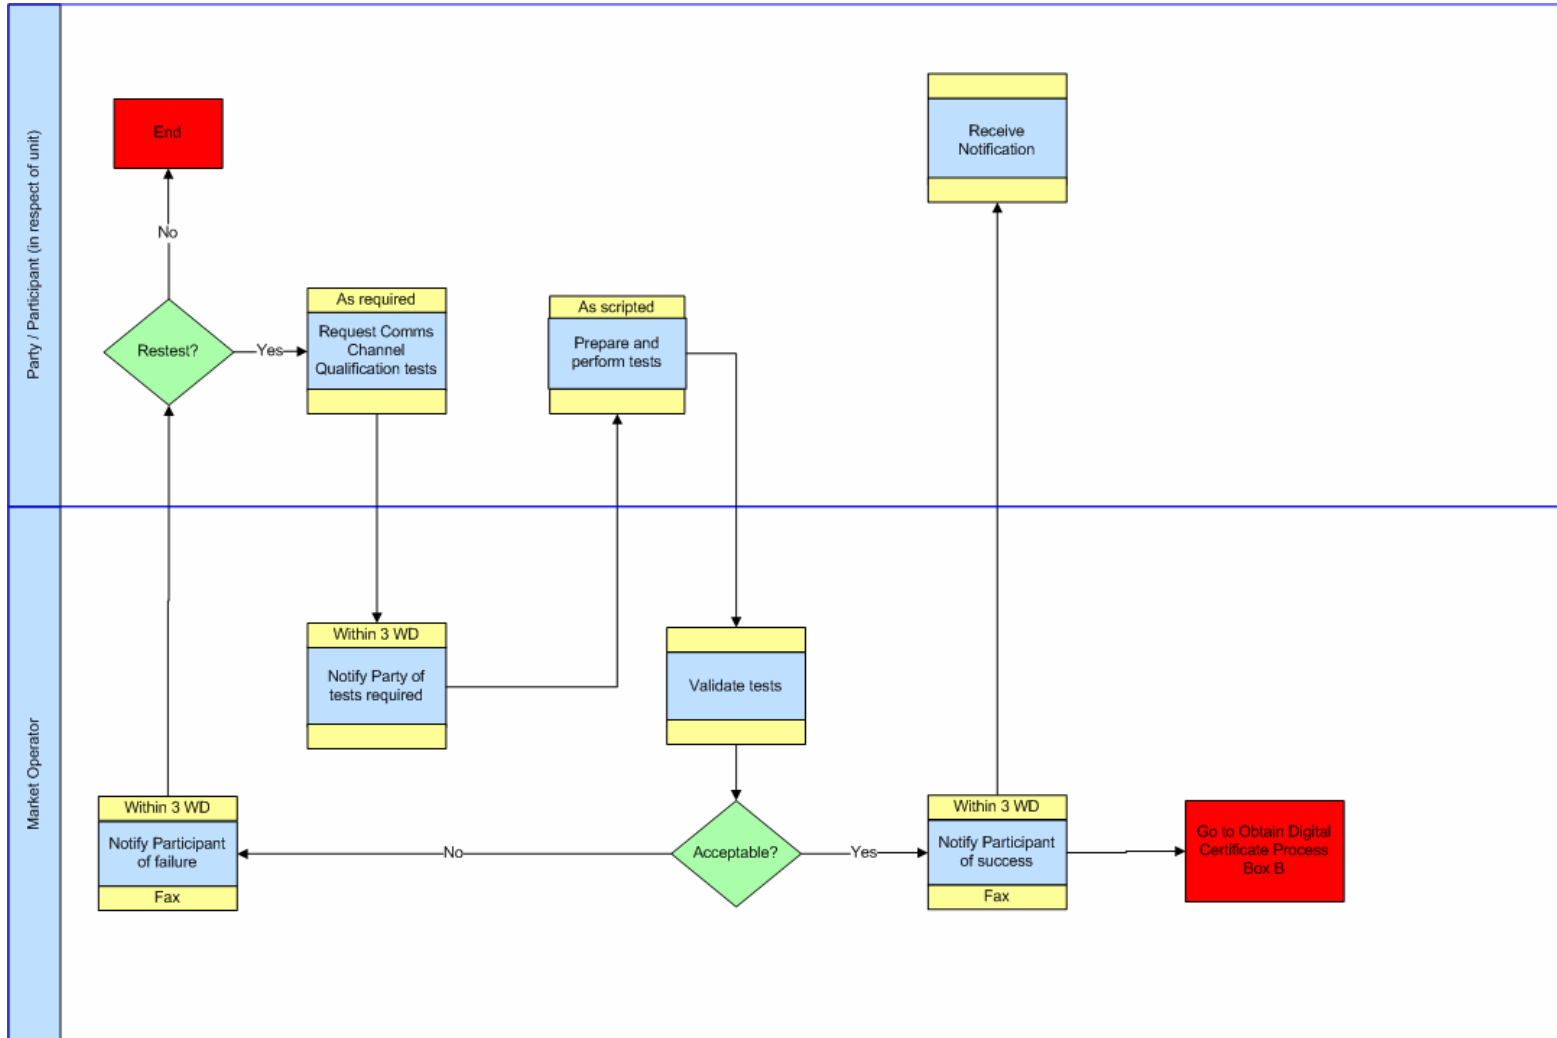 Party / Participant (in respect of unit)
End
No
Restest?
Yes
As required
Request Comms
Channel
Qualification tests
As scripted
Prepare and
perform tests
Receive
Notification
Market Operator
Within 3 WD
Notify Party of
tests required
Validate tests
Within 3 WD
Notify Participant
of failure
Fax
No
Acceptable?
Yes
Within 3 WD
Notify Participant
of success
Fax
Go to Obtain Digital
Certificate Process
Box B